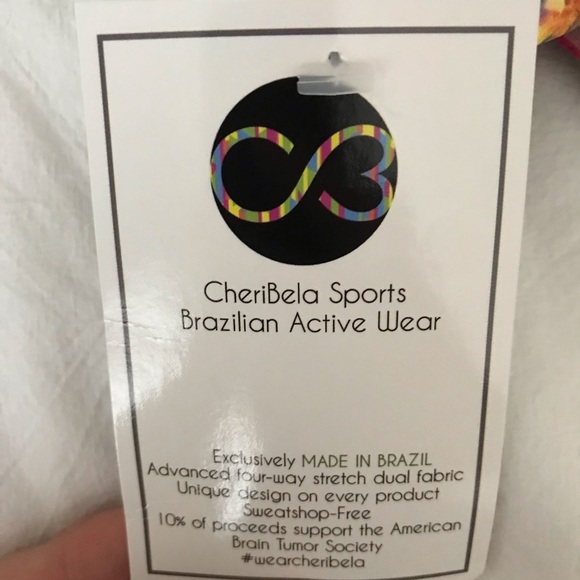 CB
CheriBela Sports
Brazilian Active Wear
Exclusively MADE IN BRAZIL
Advanced four-way stretch dual fabric
Unique design on every product
Sweatshop-Free
10% of proceeds support the American
Brain Tumor Society
#wearcheribela